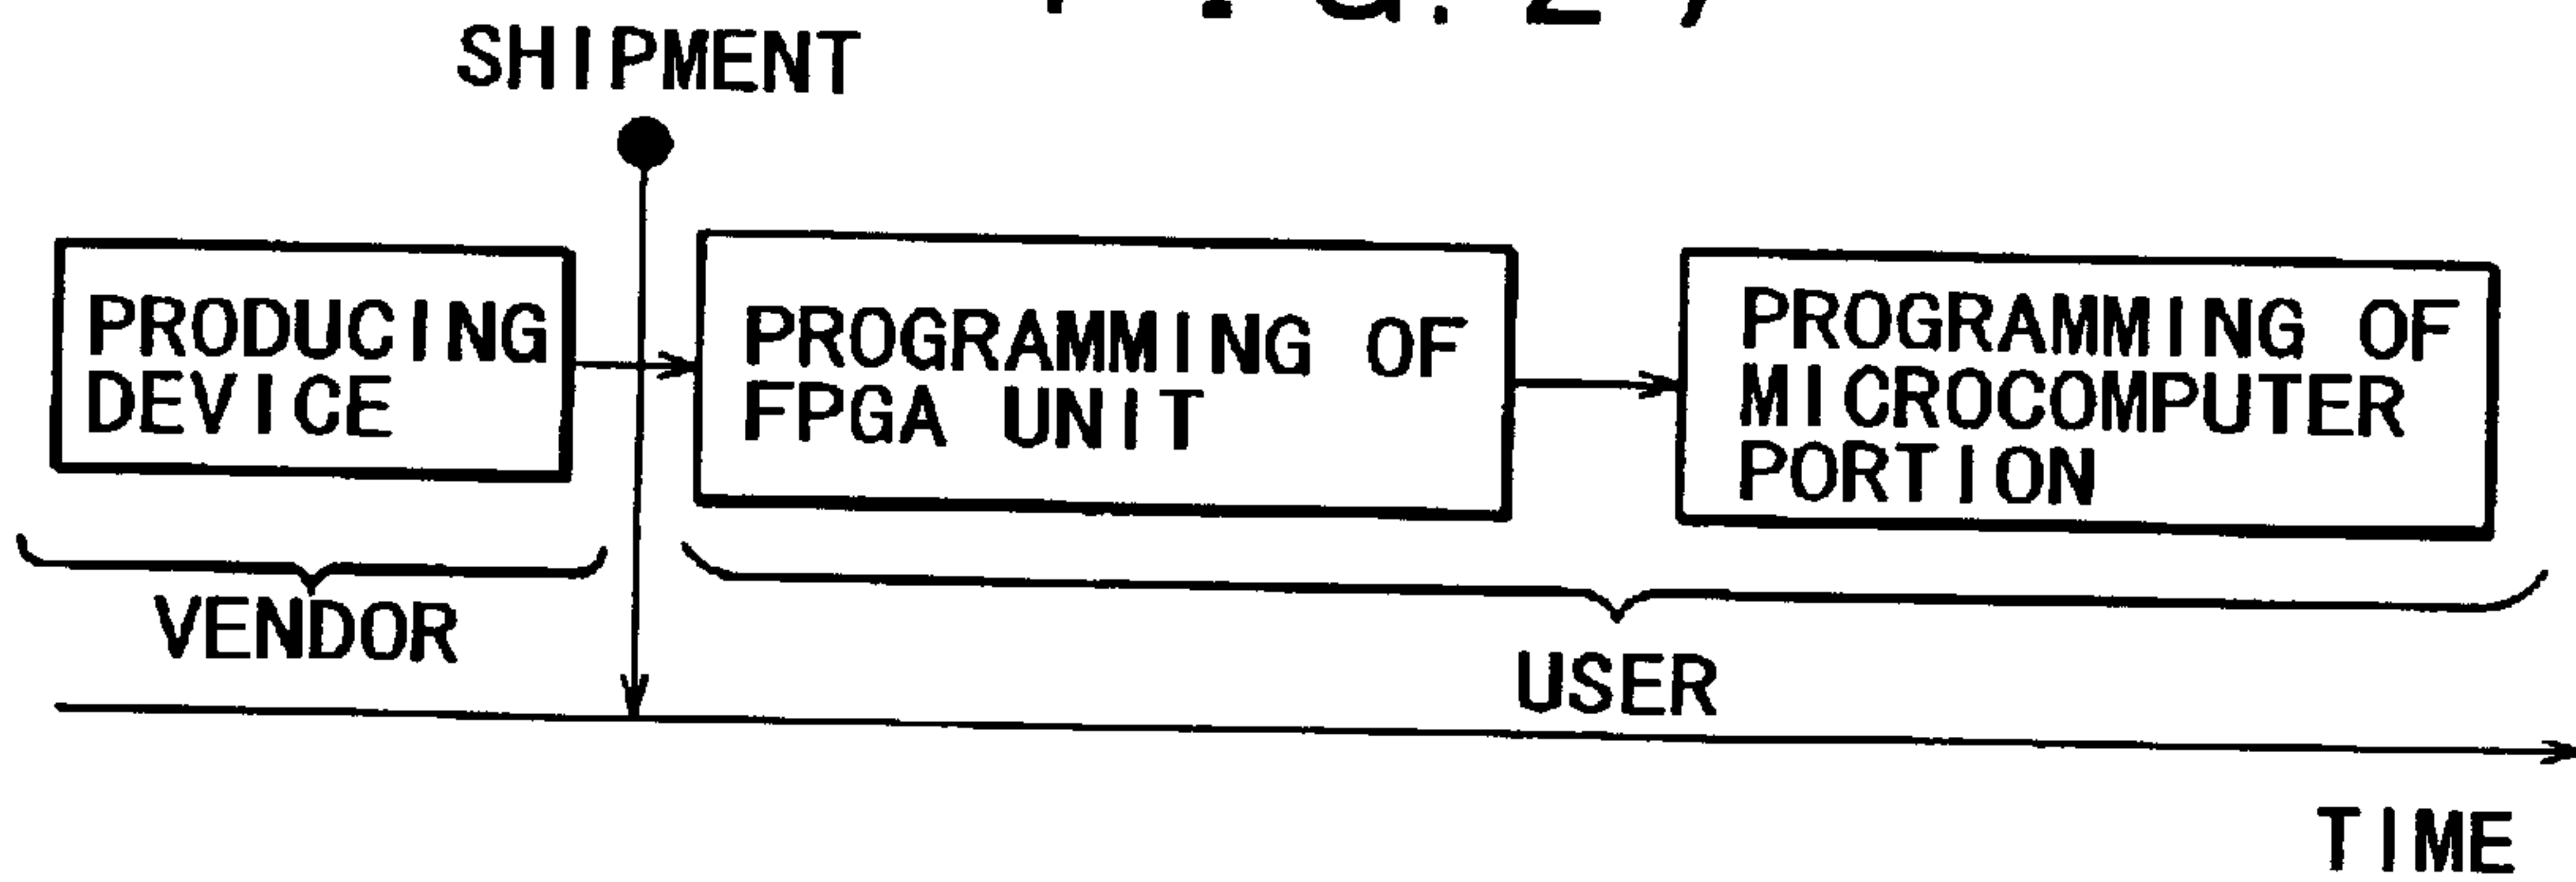 SHIPMENT
PRODUCING
DEVICE
PROGRAMMING OF
FPGA UNIT
PROGRAMMING OF
MICROCOMPUTER
PORTION
VENDOR
USER
TIME